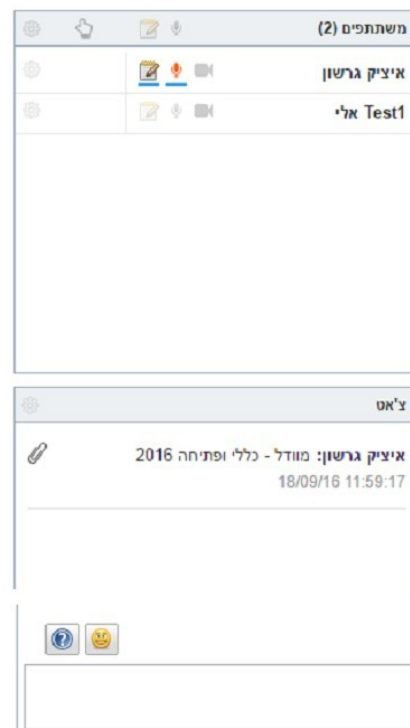 משתתפים (2)
איציק גרשון
אלי Test1
צ'אט
איציק גרשון: מוודל - כללי ופתיחה 2016
18/09/16 11:59:17